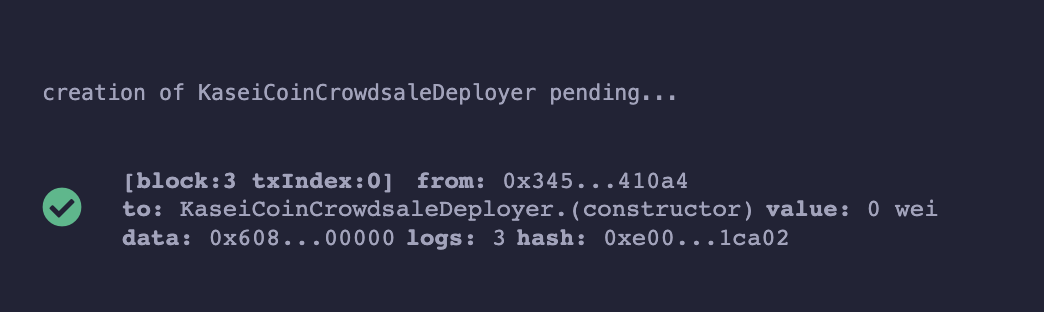 creation of KaseiCoinCrowdsaleDeployer pending...
[block:3 txIndex:0] from: 0x345...410a4
to: KaseiCoinCrowdsaleDeployer.(constructor) value: 0 wei
data: 0x608...00000 logs: 3 hash: 0xe00...1ca02